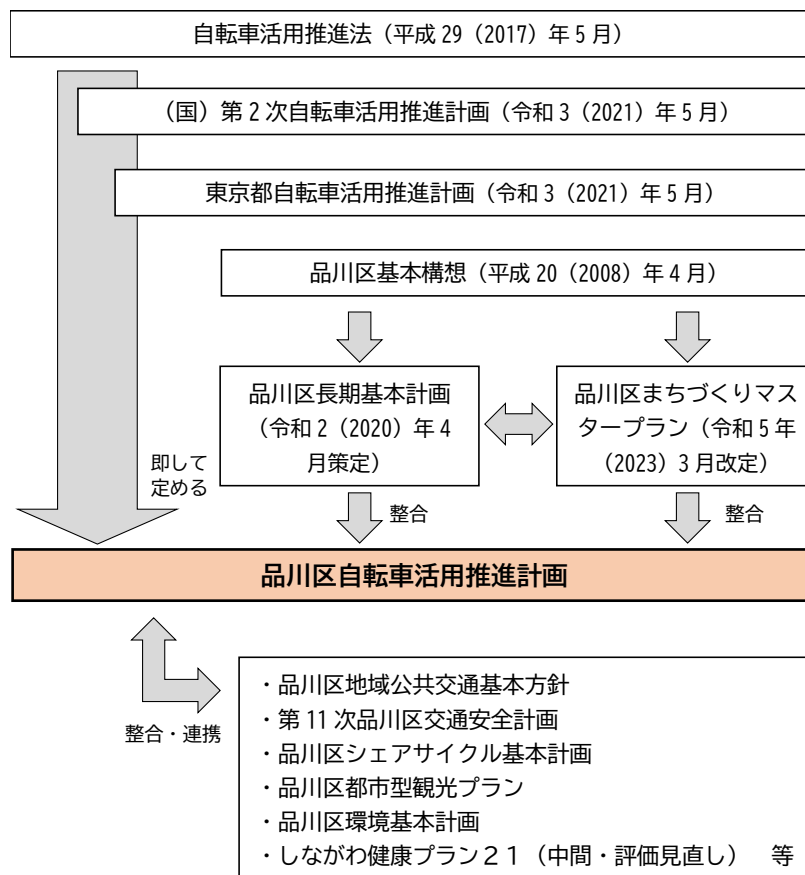 自転車活用推進法（平成29（2017）年5月）
（国）第2次自転車活用推進計画（令和3（2021）年5月）
東京都自転車活用推進計画（令和3（2021）年5月）
品川区基本構想（平成20（2008）年4月）
品川区長期基本計画
（令和2（2020）年4
月策定）
品川区まちづくりマス
タープラン（令和5年
（2023）3月改定）
即して
定める
整合
整合
品川区自転車活用推進計画
整合・連携
・品川区地域公共交通基本方針
・第11次品川区交通安全計画
・品川区シェアサイクル基本計画
・品川区都市型観光プラン
・品川区環境基本計画
・しながわ健康プラン２１（中間・評価見直し）　等